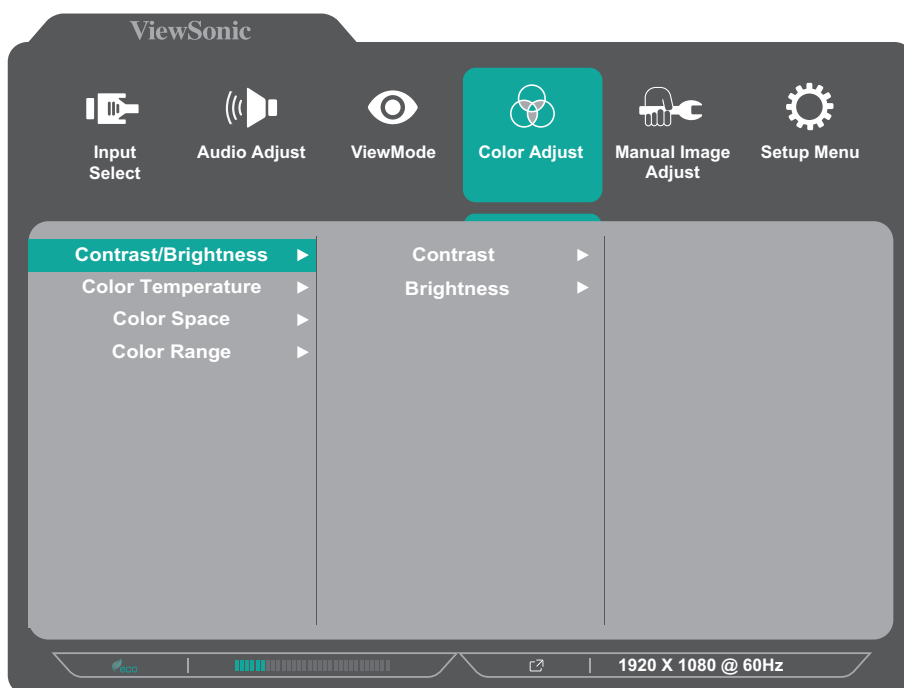 ViewSonic
Input Select
Audio Adjust
ViewMode
Color Adjust
Manual Image Adjust
Setup Menu
Contrast/Brightness
Contrast
Color Temperature
Brightness
Color Space
Color Range
eco
1920 X 1080 @ 60Hz